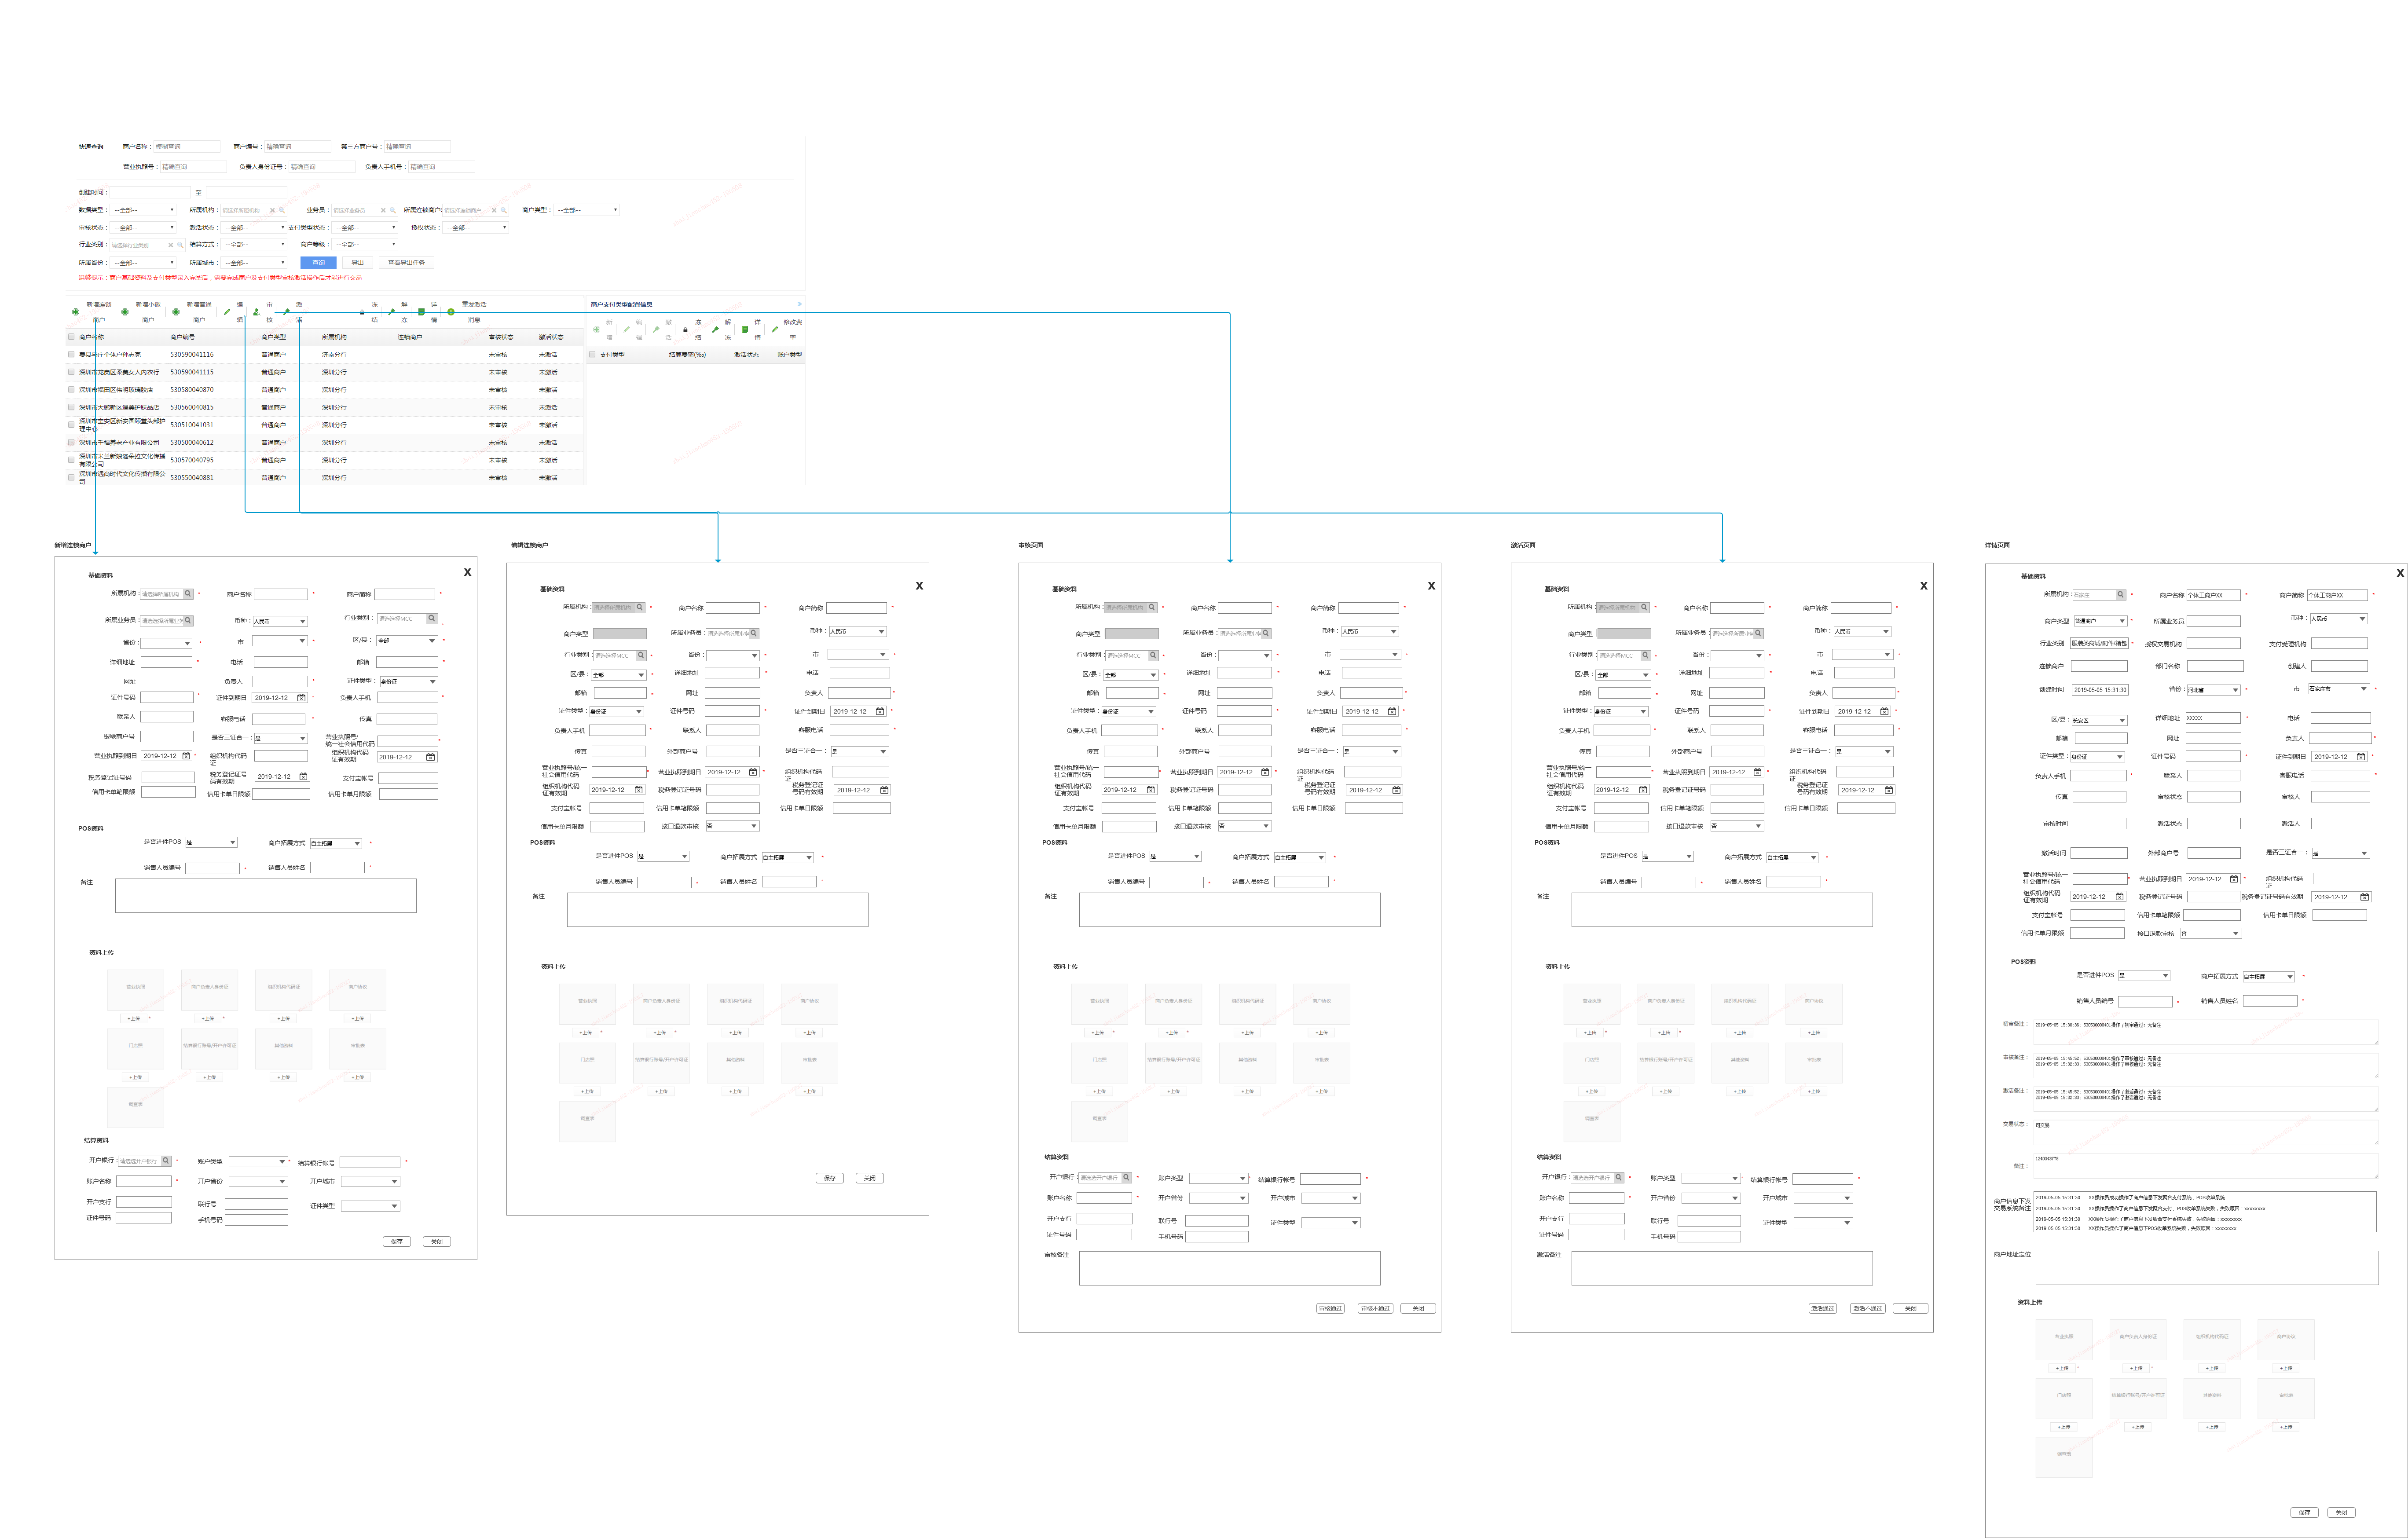 快速查询 商户名称： 模糊查询 商户编号： 精确查询 第三方商户号： 精确查询
营业执照号： 精确查询 负责人身份证号： 精确查询 负责人手机号： 精确查询
创建时间： 至
数据类型： --全部-- 所属机构： 请选择所属机构 业务员： 请选择业务员 所属连锁商户： 请选择连锁商户 商户类型： --全部--
审核状态： --全部-- 激活状态： --全部-- 支付类型状态： --全部-- 授权状态： --全部--
行业类别： 请选择行业类别 结算方式： --全部-- 商户等级： --全部--
所属省份： --全部-- 所属城市： --全部-- 查询 导出 查看导出任务
温馨提示：商户基础资料及支付类型录入完成后，需要完成商户及支付类型审核激活操作后才能进行交易
新增连锁商户 新增小微商户 新增普通商户 编辑 审核 激活 冻结 解冻 详情 重发激活消息
商户名称 商户编号 商户类型 所属机构 连锁商户 审核状态 激活状态
费县马庄个体户孙志亮 530590041116 普通商户 济南分行 未审核 未激活
深圳市龙岗区柔美女人内衣行 530590041115 普通商户 深圳分行 未审核 未激活
深圳市福田区伟明玻璃胶店 530580040870 普通商户 深圳分行 未审核 未激活
深圳市大鹏新区遇美护肤品店 530560040815 普通商户 深圳分行 未审核 未激活
深圳市宝安区新安国颐堂头部护理中心 530510041031 普通商户 深圳分行 未审核 未激活
深圳市千福养老产业有限公司 530500040612 普通商户 深圳分行 未审核 未激活
深圳市米兰新娘潘朵拉文化传播有限公司 530570040795 普通商户 深圳分行 未审核 未激活
深圳市遇尚时代文化传播有限公司 530550040881 普通商户 深圳分行 未审核 未激活
商户支付类型配置信息 »
新增 编辑 激活 冻结 解冻 详情 修改费率
支付类型 结算费率(‰) 激活状态 账户类型
新增连锁商户
X
基础资料
所属机构： 请选择所属机构 * 商户名称 * 商户简称 *
所属业务员： 请选选择所属业务 币种： 人民币 行业类别： 请选选择MCC *
省份： * 市 * 区/县： 全部 *
详细地址 * 电话 邮箱
网址 负责人 * 证件类型： 身份证
证件号码 * 证件到期日 2019-12-12 * 负责人手机 *
联系人 客服电话 * 传真
银联商户号 是否三证合一： 是 营业执照号/统一社会信用代码 *
营业执照到期日 2019-12-12 * 组织机构代码证 组织机构代码证有效期 2019-12-12
税务登记证号码 税务登记证号码有效期 2019-12-12 支付宝帐号
信用卡单笔限额 信用卡单日限额 信用卡单月限额
POS资料
是否进件POS 是 商户拓展方式 自主拓展 *
销售人员编号 * 销售人员姓名 *
备注
资料上传
营业执照 商户负责人身份证 组织机构代码证 商户协议
+上传 * +上传 * +上传 +上传
门头照 结算银行帐号/开户许可证 其他资料 审批表
+上传 +上传 +上传 +上传
调查表
结算资料
开户银行： 请选选开户银行 * 账户类型 * 结算银行帐号 *
账户名称 * 开户省份 开户城市
开户支行 联行号 证件类型
证件号码 手机号码
保存 关闭
编辑连锁商户
X
基础资料
所属机构： 请选择所属机构 * 商户名称 * 商户简称 *
商户类型 所属业务员： 请选选择所属业务 币种： 人民币
行业类别： 请选选择MCC * 省份： * 市 *
区/县： 全部 * 详细地址 * 电话
邮箱 网址 负责人 *
证件类型： 身份证 证件号码 * 证件到期日 2019-12-12 *
负责人手机 * 联系人 客服电话 *
传真 外部商户号 是否三证合一： 是
营业执照号/统一社会信用代码 * 营业执照到期日 2019-12-12 * 组织机构代码证
组织机构代码证有效期 2019-12-12 税务登记证号码 税务登记证号码有效期 2019-12-12
支付宝帐号 信用卡单笔限额 信用卡单日限额
信用卡单月限额 接口退款审核 否
POS资料
是否进件POS 是 商户拓展方式 自主拓展 *
销售人员编号 * 销售人员姓名 *
备注
资料上传
营业执照 商户负责人身份证 组织机构代码证 商户协议
+上传 * +上传 * +上传 +上传
门头照 结算银行帐号/开户许可证 其他资料 审批表
+上传 +上传 +上传 +上传
调查表
保存 关闭
审核页面
X
基础资料
所属机构： 请选择所属机构 * 商户名称 * 商户简称 *
商户类型 所属业务员： 请选选择所属业务 币种： 人民币
行业类别： 请选选择MCC * 省份： * 市 *
区/县： 全部 * 详细地址 * 电话
邮箱 网址 负责人 *
证件类型： 身份证 证件号码 * 证件到期日 2019-12-12 *
负责人手机 * 联系人 客服电话 *
传真 外部商户号 是否三证合一： 是
营业执照号/统一社会信用代码 * 营业执照到期日 2019-12-12 * 组织机构代码证
组织机构代码证有效期 2019-12-12 税务登记证号码 税务登记证号码有效期 2019-12-12
支付宝帐号 信用卡单笔限额 信用卡单日限额
信用卡单月限额 接口退款审核 否
POS资料
是否进件POS 是 商户拓展方式 自主拓展 *
销售人员编号 * 销售人员姓名 *
备注
资料上传
营业执照 商户负责人身份证 组织机构代码证 商户协议
+上传 * +上传 * +上传 +上传
门头照 结算银行帐号/开户许可证 其他资料 审批表
+上传 +上传 +上传 +上传
调查表
结算资料
开户银行： 请选选开户银行 * 账户类型 * 结算银行帐号 *
账户名称 * 开户省份 开户城市
开户支行 联行号 证件类型
证件号码 手机号码
审核备注
审核通过 审核不通过 关闭
激活页面
X
基础资料
所属机构： 请选择所属机构 * 商户名称 * 商户简称 *
商户类型 所属业务员： 请选选择所属业务 币种： 人民币
行业类别： 请选选择MCC * 省份： * 市 *
区/县： 全部 * 详细地址 * 电话
邮箱 网址 负责人 *
证件类型： 身份证 证件号码 * 证件到期日 2019-12-12 *
负责人手机 * 联系人 客服电话 *
传真 外部商户号 是否三证合一： 是
营业执照号/统一社会信用代码 * 营业执照到期日 2019-12-12 * 组织机构代码证
组织机构代码证有效期 2019-12-12 税务登记证号码 税务登记证号码有效期 2019-12-12
支付宝帐号 信用卡单笔限额 信用卡单日限额
信用卡单月限额 接口退款审核 否
POS资料
是否进件POS 是 商户拓展方式 自主拓展 *
销售人员编号 * 销售人员姓名 *
备注
资料上传
营业执照 商户负责人身份证 组织机构代码证 商户协议
+上传 * +上传 * +上传 +上传
门头照 结算银行帐号/开户许可证 其他资料 审批表
+上传 +上传 +上传 +上传
调查表
结算资料
开户银行： 请选选开户银行 * 账户类型 * 结算银行帐号 *
账户名称 * 开户省份 开户城市
开户支行 联行号 证件类型
证件号码 手机号码
激活备注
激活通过 激活不通过 关闭
详情页面
X
基础资料
所属机构： 石家庄 * 商户名称 个体工商户XX * 商户简称 个体工商户XX *
商户类型 普通商户 所属业务员 币种： 人民币
行业类别 服装类商城/配件/箱包 * 授权交易机构 支付受理机构
连锁商户 部门名称 创建人
创建时间 2019-05-05 15:31:30 省份： 河北省 * 市 石家庄市 *
区/县： 长安区 详细地址 XXXXX * 电话
邮箱 网址 负责人 *
证件类型： 身份证 证件号码 * 证件到期日 2019-12-12 *
负责人手机 * 联系人 客服电话 *
传真 审核状态 审核人
审核时间 激活状态 激活人
激活时间 外部商户号 是否三证合一： 是
营业执照号/统一社会信用代码 * 营业执照到期日 2019-12-12 * 组织机构代码证
组织机构代码证有效期 2019-12-12 税务登记证号码 税务登记证号码有效期 2019-12-12
支付宝帐号 信用卡单笔限额 信用卡单日限额
信用卡单月限额 接口退款审核 否
POS资料
是否进件POS 是 商户拓展方式 自主拓展 *
销售人员编号 * 销售人员姓名 *
初审备注： 2019-05-05 15:30:36，530530000401操作了初审通过：无备注
审核备注： 2019-05-05 15:45:52，530530000401操作了审核通过：无备注
2019-05-05 15:32:33，530530000401操作了审核通过：无备注
激活备注： 2019-05-05 15:45:52，530530000401操作了激活通过：无备注
2019-05-05 15:32:33，530530000401操作了激活通过：无备注
交易状态： 可交易
备注：
商户信息下发交易系统备注
2019-05-05 15:31:30 XX操作员成功操作了商户信息下发聚合支付系统，POS收单系统
2019-05-05 15:31:30 XX操作员操作了商户信息下发聚合支付、POS收单系统失败，失败原因：xxxxxxxx
2019-05-05 15:31:30 XX操作员操作了商户信息下发聚合支付系统失败，失败原因：xxxxxxxx
2019-05-05 15:31:30 XX操作员操作了商户信息下POS收单系统失败，失败原因：xxxxxxxx
商户地址定位
资料上传
营业执照 商户负责人身份证 组织机构代码证 商户协议
+上传 * +上传 * +上传 +上传
门头照 结算银行帐号/开户许可证 其他资料 审批表
+上传 +上传 +上传 +上传
调查表
保存 关闭